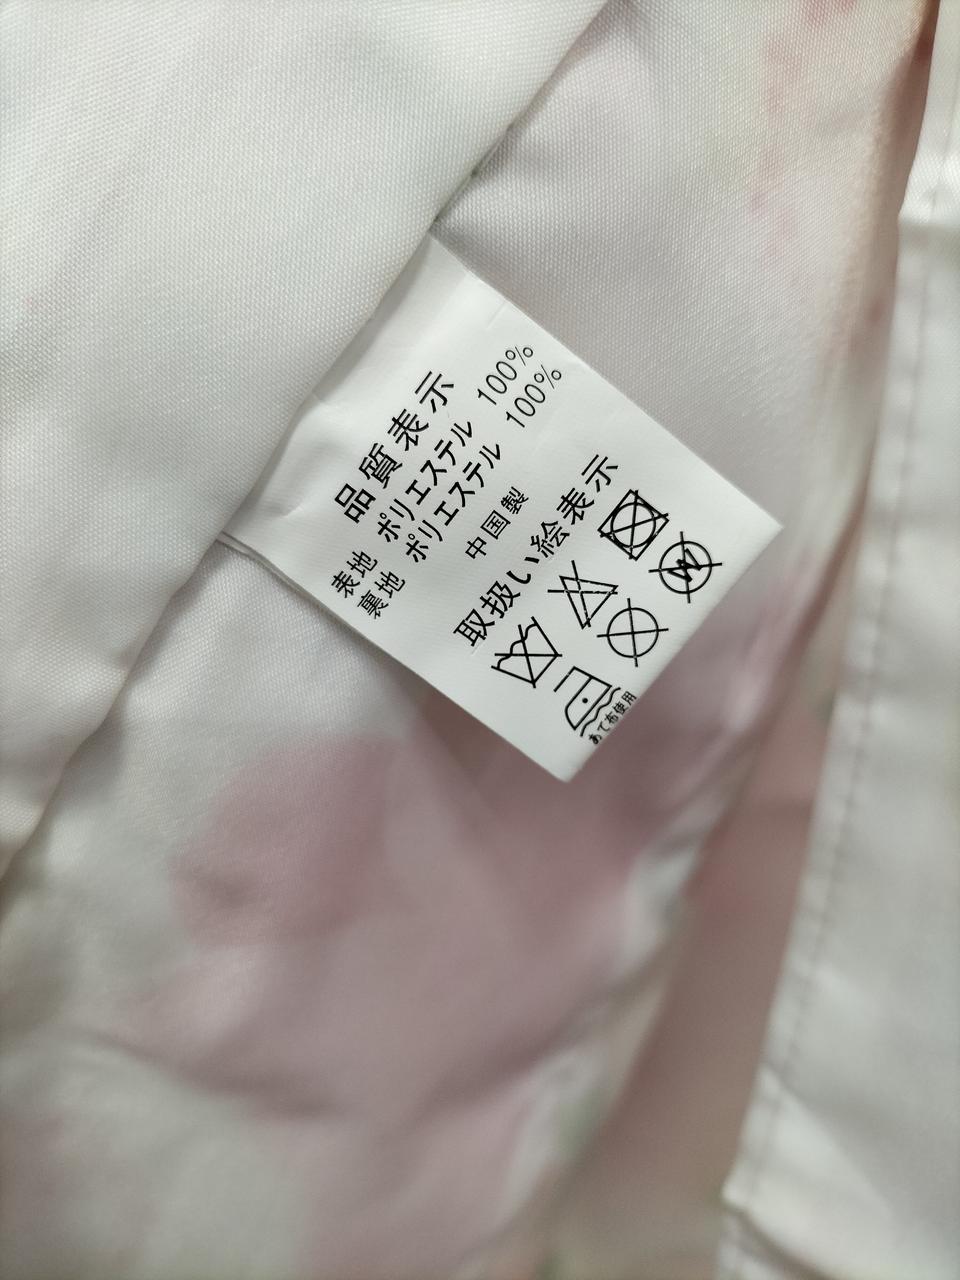 品質表示
表地 ポリエステル 100%
裏地 ポリエステル 100%
中国製
取扱い絵表示
W
あて布使用